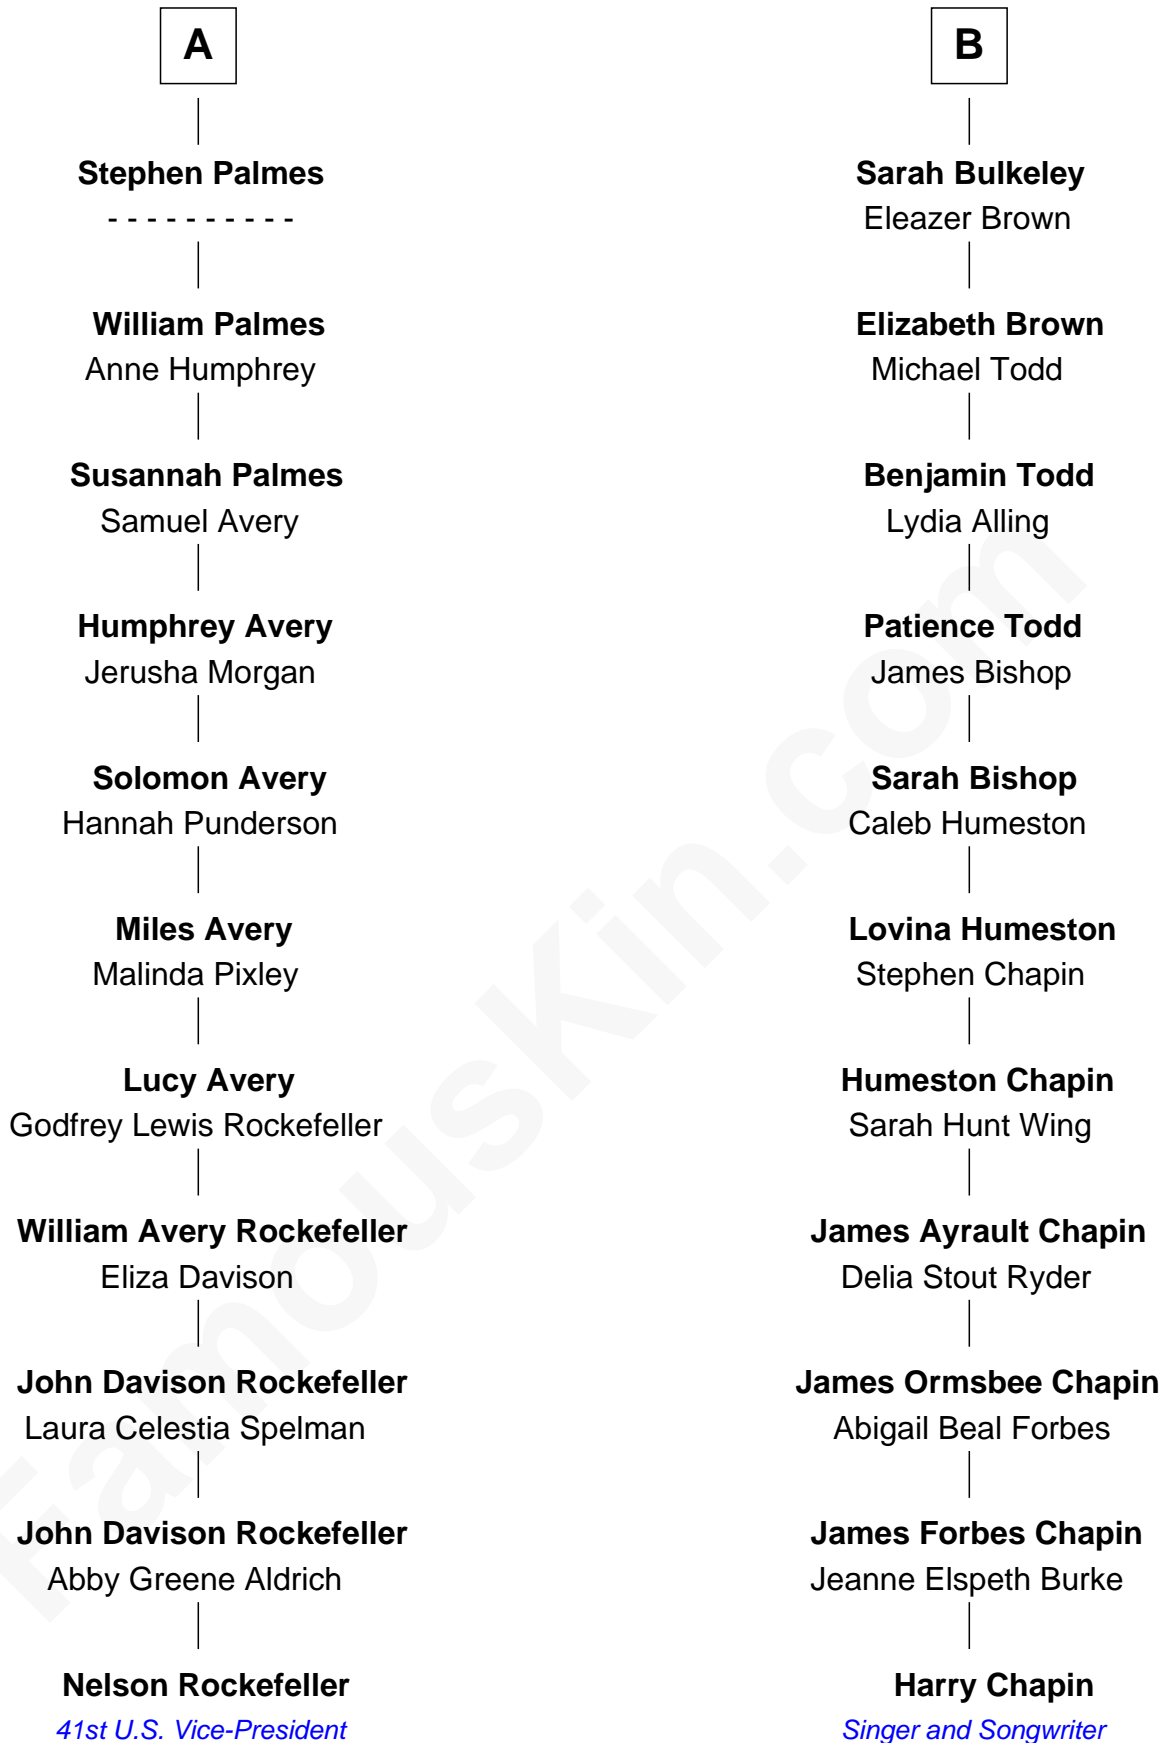 A
Stephen Palmes
- - - - - - - - - -
William Palmes
Anne Humphrey
Susannah Palmes
Samuel Avery
Humphrey Avery
Jerusha Morgan
Solomon Avery
Hannah Punderson
Miles Avery
Malinda Pixley
Lucy Avery
Godfrey Lewis Rockefeller
William Avery Rockefeller
Eliza Davison
John Davison Rockefeller
Laura Celestia Spelman
John Davison Rockefeller
Abby Greene Aldrich
Nelson Rockefeller
41st U.S. Vice-President
B
Sarah Bulkeley
Eleazer Brown
Elizabeth Brown
Michael Todd
Benjamin Todd
Lydia Alling
Patience Todd
James Bishop
Sarah Bishop
Caleb Humeston
Lovina Humeston
Stephen Chapin
Humeston Chapin
Sarah Hunt Wing
James Ayrault Chapin
Delia Stout Ryder
James Ormsbee Chapin
Abigail Beal Forbes
James Forbes Chapin
Jeanne Elspeth Burke
Harry Chapin
Singer and Songwriter
FamousKin.com